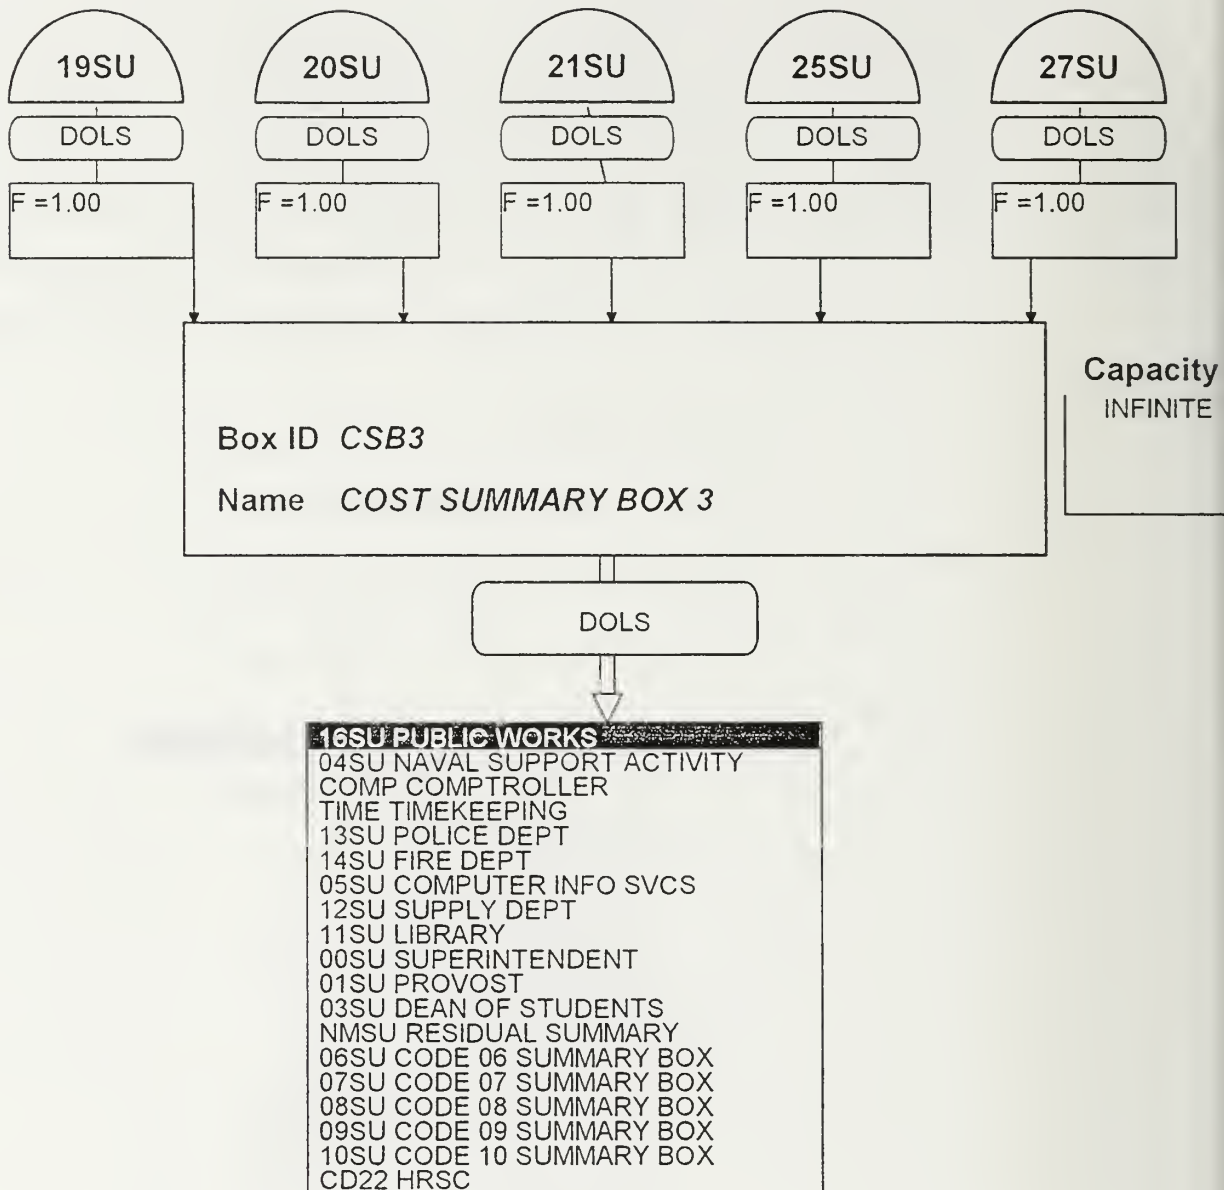 19SU 20SU 21SU 25SU 27SU
DOLS DOLS DOLS DOLS DOLS
F =1.00 F =1.00 F =1.00 F =1.00 F =1.00
Capacity
INFINITE
Box ID CSB3
Name COST SUMMARY BOX 3
DOLS
16SU PUBLIC WORKS
04SU NAVAL SUPPORT ACTIVITY
COMP COMPTROLLER
TIME TIMEKEEPING
13SU POLICE DEPT
14SU FIRE DEPT
05SU COMPUTER INFO SVCS
12SU SUPPLY DEPT
11SU LIBRARY
00SU SUPERINTENDENT
01SU PROVOST
03SU DEAN OF STUDENTS
NMSU RESIDUAL SUMMARY
06SU CODE 06 SUMMARY BOX
07SU CODE 07 SUMMARY BOX
08SU CODE 08 SUMMARY BOX
09SU CODE 09 SUMMARY BOX
10SU CODE 10 SUMMARY BOX
CD22 HRSC